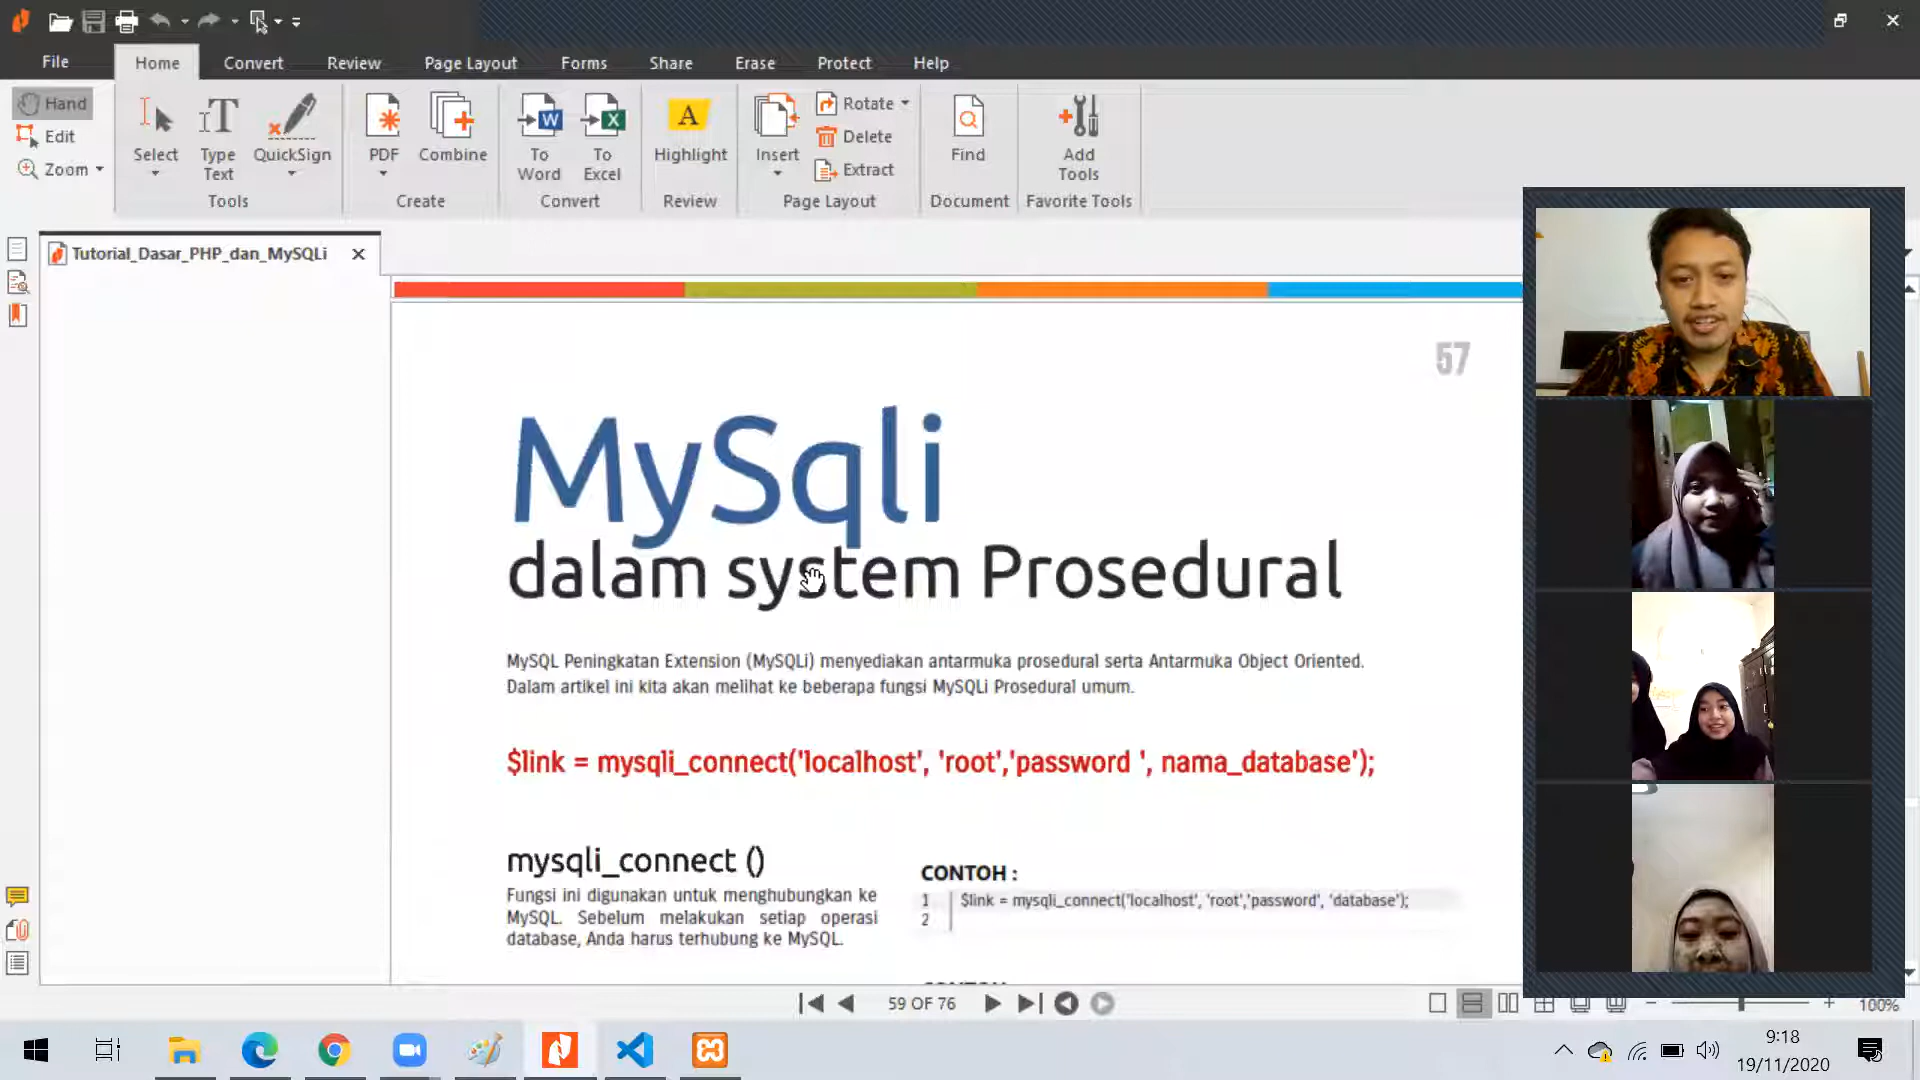 File
Home
Convert
Review
Page Layout
Forms
Share
Erase
Protect
Help
Hand
Edit
Zoom
Select
Type
Text
QuickSign
Tools
PDF
Combine
Create
To
Word
To
Excel
Convert
Highlight
Review
Insert
Rotate
Delete
Extract
Page Layout
Find
Document
Add
Tools
Favorite Tools
Tutorial_Dasar_PHP_dan_MySQLi
57
MySqli
dalam system Prosedural
MySQL Peningkatan Extension (MySQLi) menyediakan antarmuka prosedural serta Antarmuka Object Oriented.
Dalam artikel ini kita akan melihat ke beberapa fungsi MySQLi Prosedural umum.
$link = mysqli_connect('localhost', 'root','password ', nama_database');
mysqli_connect ()
Fungsi ini digunakan untuk menghubungkan ke
MySQL. Sebelum melakukan setiap operasi
database, Anda harus terhubung ke MySQL.
CONTOH :
1 $link = mysqli_connect('localhost', 'root','password', 'database');
2
59 OF 76
100%
9:18
19/11/2020